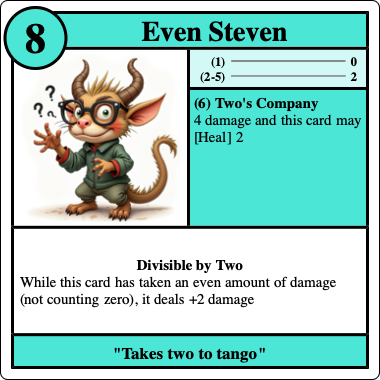 8
Even Steven
(1) 0
(2-5) 2
(6) Two's Company
4 damage and this card may
[Heal] 2
? ? ?
Divisible by Two
While this card has taken an even amount of damage
(not counting zero), it deals +2 damage
"Takes two to tango"